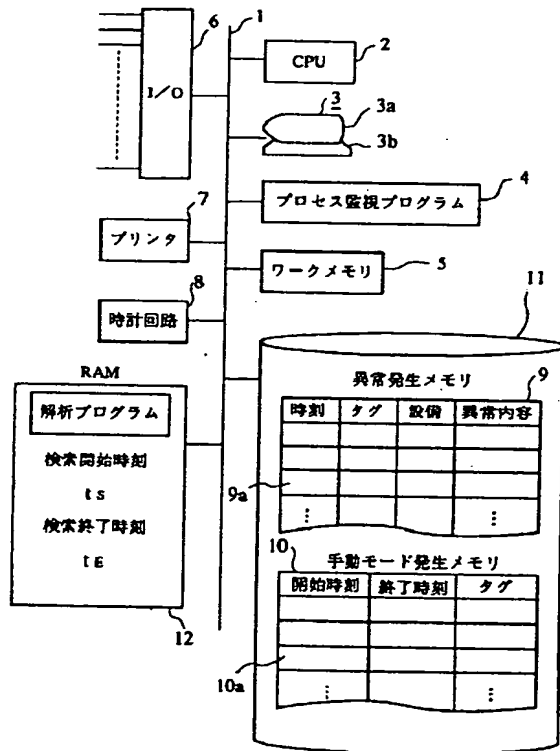 6
1
I/O
CPU
2
3
3a
3b
プロセス監視プログラム
4
7
プリンタ
ワークメモリ
5
8
時計回路
11
RAM
解析プログラム
検索開始時刻
tS
検索終了時刻
tE
12
異常発生メモリ
9
時刻 タグ 設備 異常内容
9a
手動モード発生メモリ
10
開始時刻 終了時刻 タグ
10a